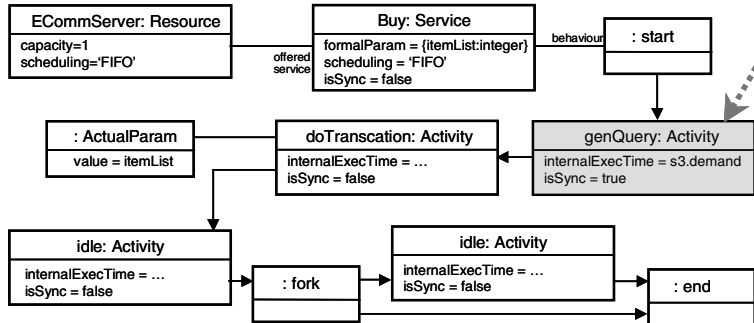 ECommServer: Resource
capacity=1
scheduling=‘FIFO’
offered
service
Buy: Service
formalParam = {itemList:integer}
scheduling = ‘FIFO’
isSync = false
behaviour
: start
: ActualParam
value = itemList
doTranscation: Activity
internalExecTime = …
isSync = false
genQuery: Activity
internalExecTime = s3.demand
isSync = true
idle: Activity
internalExecTime = …
isSync = false
: fork
idle: Activity
internalExecTime = …
isSync = false
: end